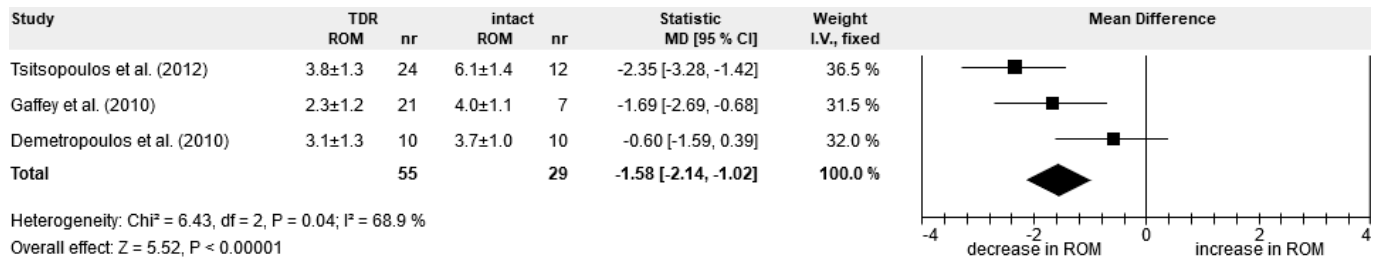 Study TDR intact Statistic Weight Mean Difference
ROM nr ROM nr MD [95 % CI] I.V., fixed
Tsitsopoulos et al. (2012) 3.8±1.3 24 6.1±1.4 12 -2.35 [-3.28, -1.42] 36.5 %
Gaffey et al. (2010) 2.3±1.2 21 4.0±1.1 7 -1.69 [-2.69, -0.68] 31.5 %
Demetropoulos et al. (2010) 3.1±1.3 10 3.7±1.0 10 -0.60 [-1.59, 0.39] 32.0 %
Total 55 29 -1.58 [-2.14, -1.02] 100.0 %
Heterogeneity: Chi² = 6.43, df = 2, P = 0.04; I² = 68.9 %
Overall effect: Z = 5.52, P < 0.00001
-4 -2 0 2 4
decrease in ROM increase in ROM